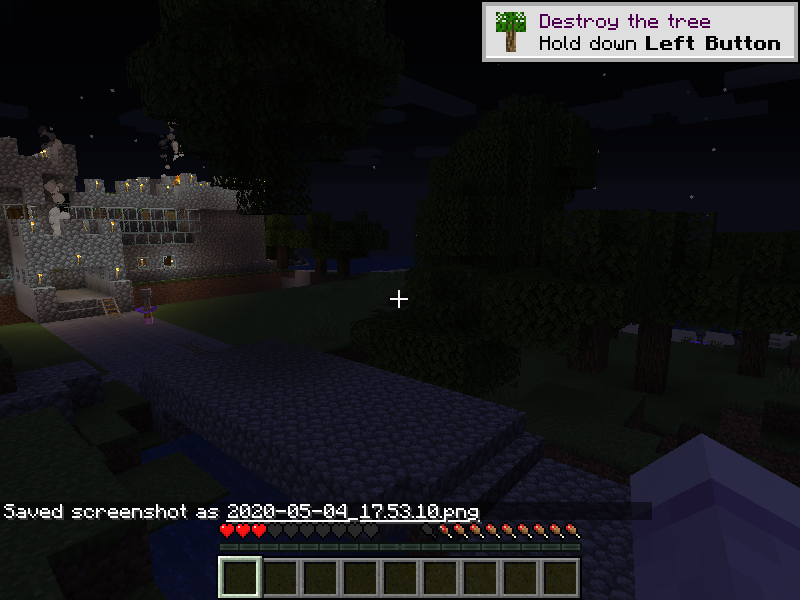 Destroy the tree
Hold down Left Button
Saved screenshot as 2020-05-04_17.53.10.png